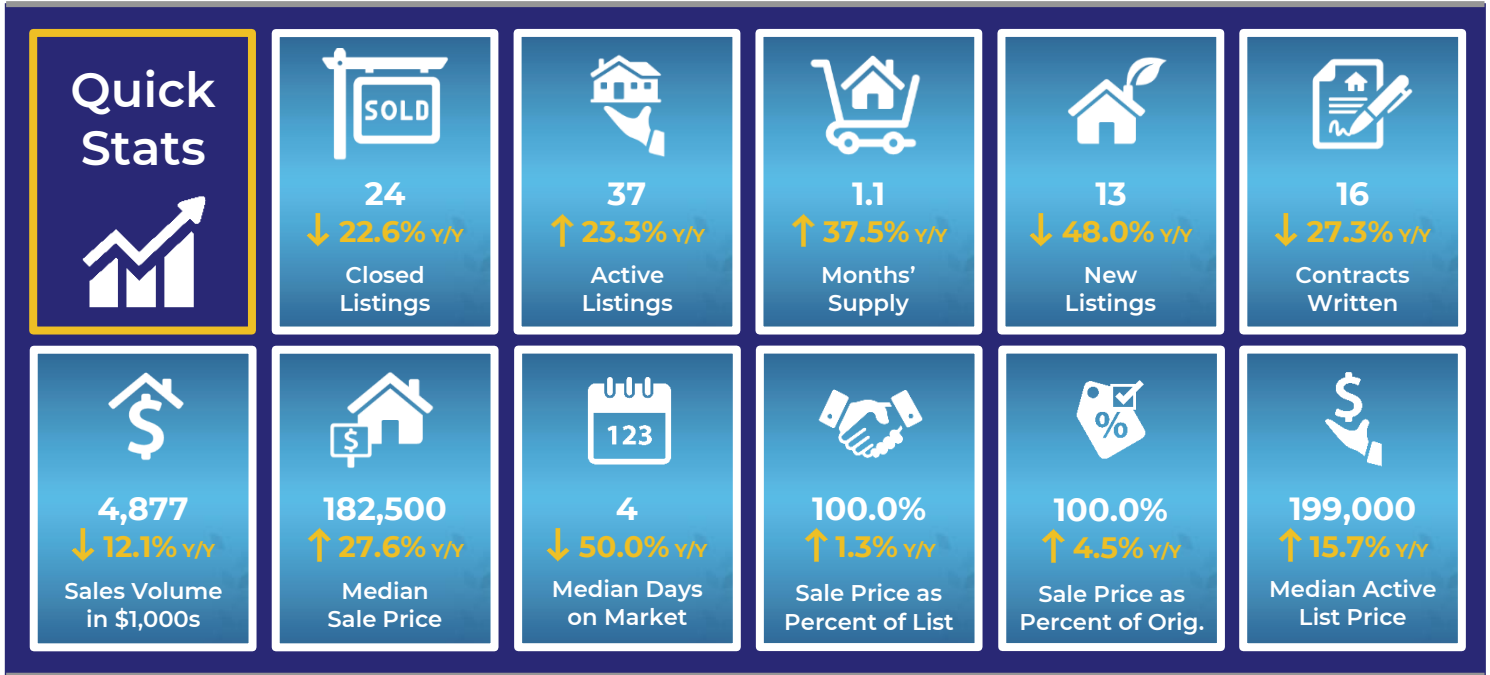 Quick
Stats
SOLD
24
↓ 22.6% Y/Y
Closed
Listings
37
↑ 23.3% Y/Y
Active
Listings
1.1
↑ 37.5% Y/Y
Months’
Supply
13
↓ 48.0% Y/Y
New
Listings
16
↓ 27.3% Y/Y
Contracts
Written
$
4,877
↓ 12.1% Y/Y
Sales Volume
in $1,000s
$
182,500
↑ 27.6% Y/Y
Median
Sale Price
123
4
↓ 50.0% Y/Y
Median Days
on Market
100.0%
↑ 1.3% Y/Y
Sale Price as
Percent of List
%
100.0%
↑ 4.5% Y/Y
Sale Price as
Percent of Orig.
$
199,000
↑ 15.7% Y/Y
Median Active
List Price